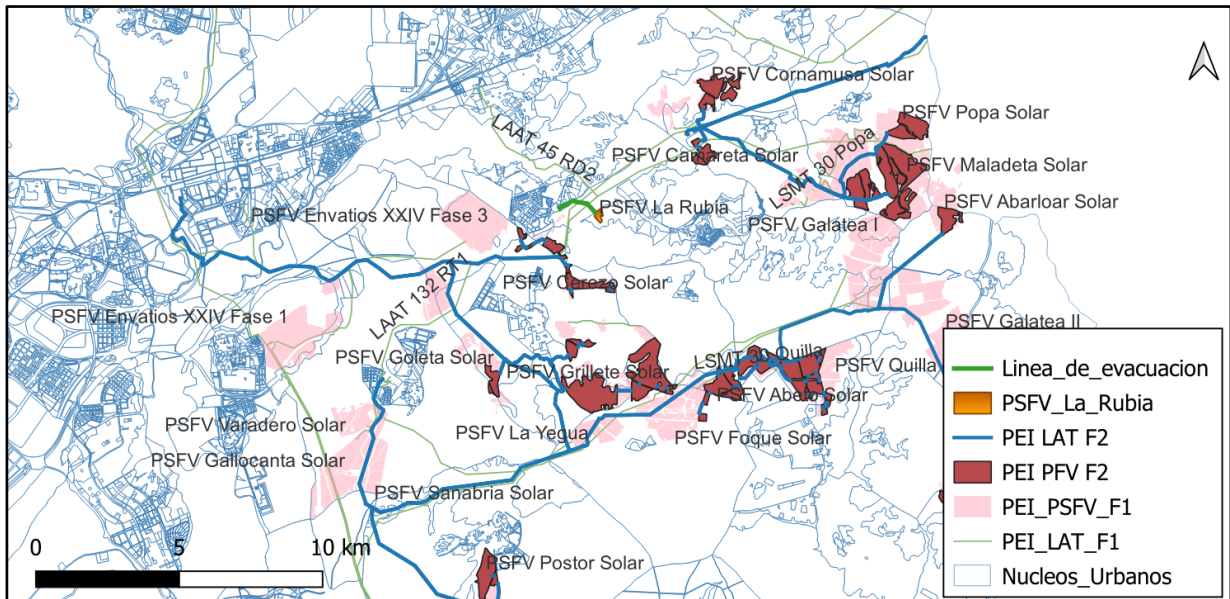 PSFV Cornamusa Solar
PSFV Popa Solar
LAAT 45 RD2
PSFV Camareta Solar
LSMT 30 Popa
PSFV Maladeta Solar
PSFV Envatios XXIV Fase 3
PSFV La Rubia
PSFV Galatea I
PSFV Abarloar Solar
LAAT 132 RT1
PSFV Cerezo Solar
PSFV Envatios XXIV Fase 1
PSFV Galatea II
PSFV Goleta Solar
PSFV Grillete Solar
LSMT 30 Quilla
PSFV Quilla
PSFV Abeto Solar
PSFV Varadero Solar
PSFV La Yegua
PSFV Foque Solar
PSFV Gallocanta Solar
PSFV Sanabria Solar
PSFV Postor Solar
0 5 10 km
Linea_de_evacuacion
PSFV_La_Rubia
PEI LAT F2
PEI PFV F2
PEI_PSFV_F1
PEI_LAT_F1
Nucleos_Urbanos